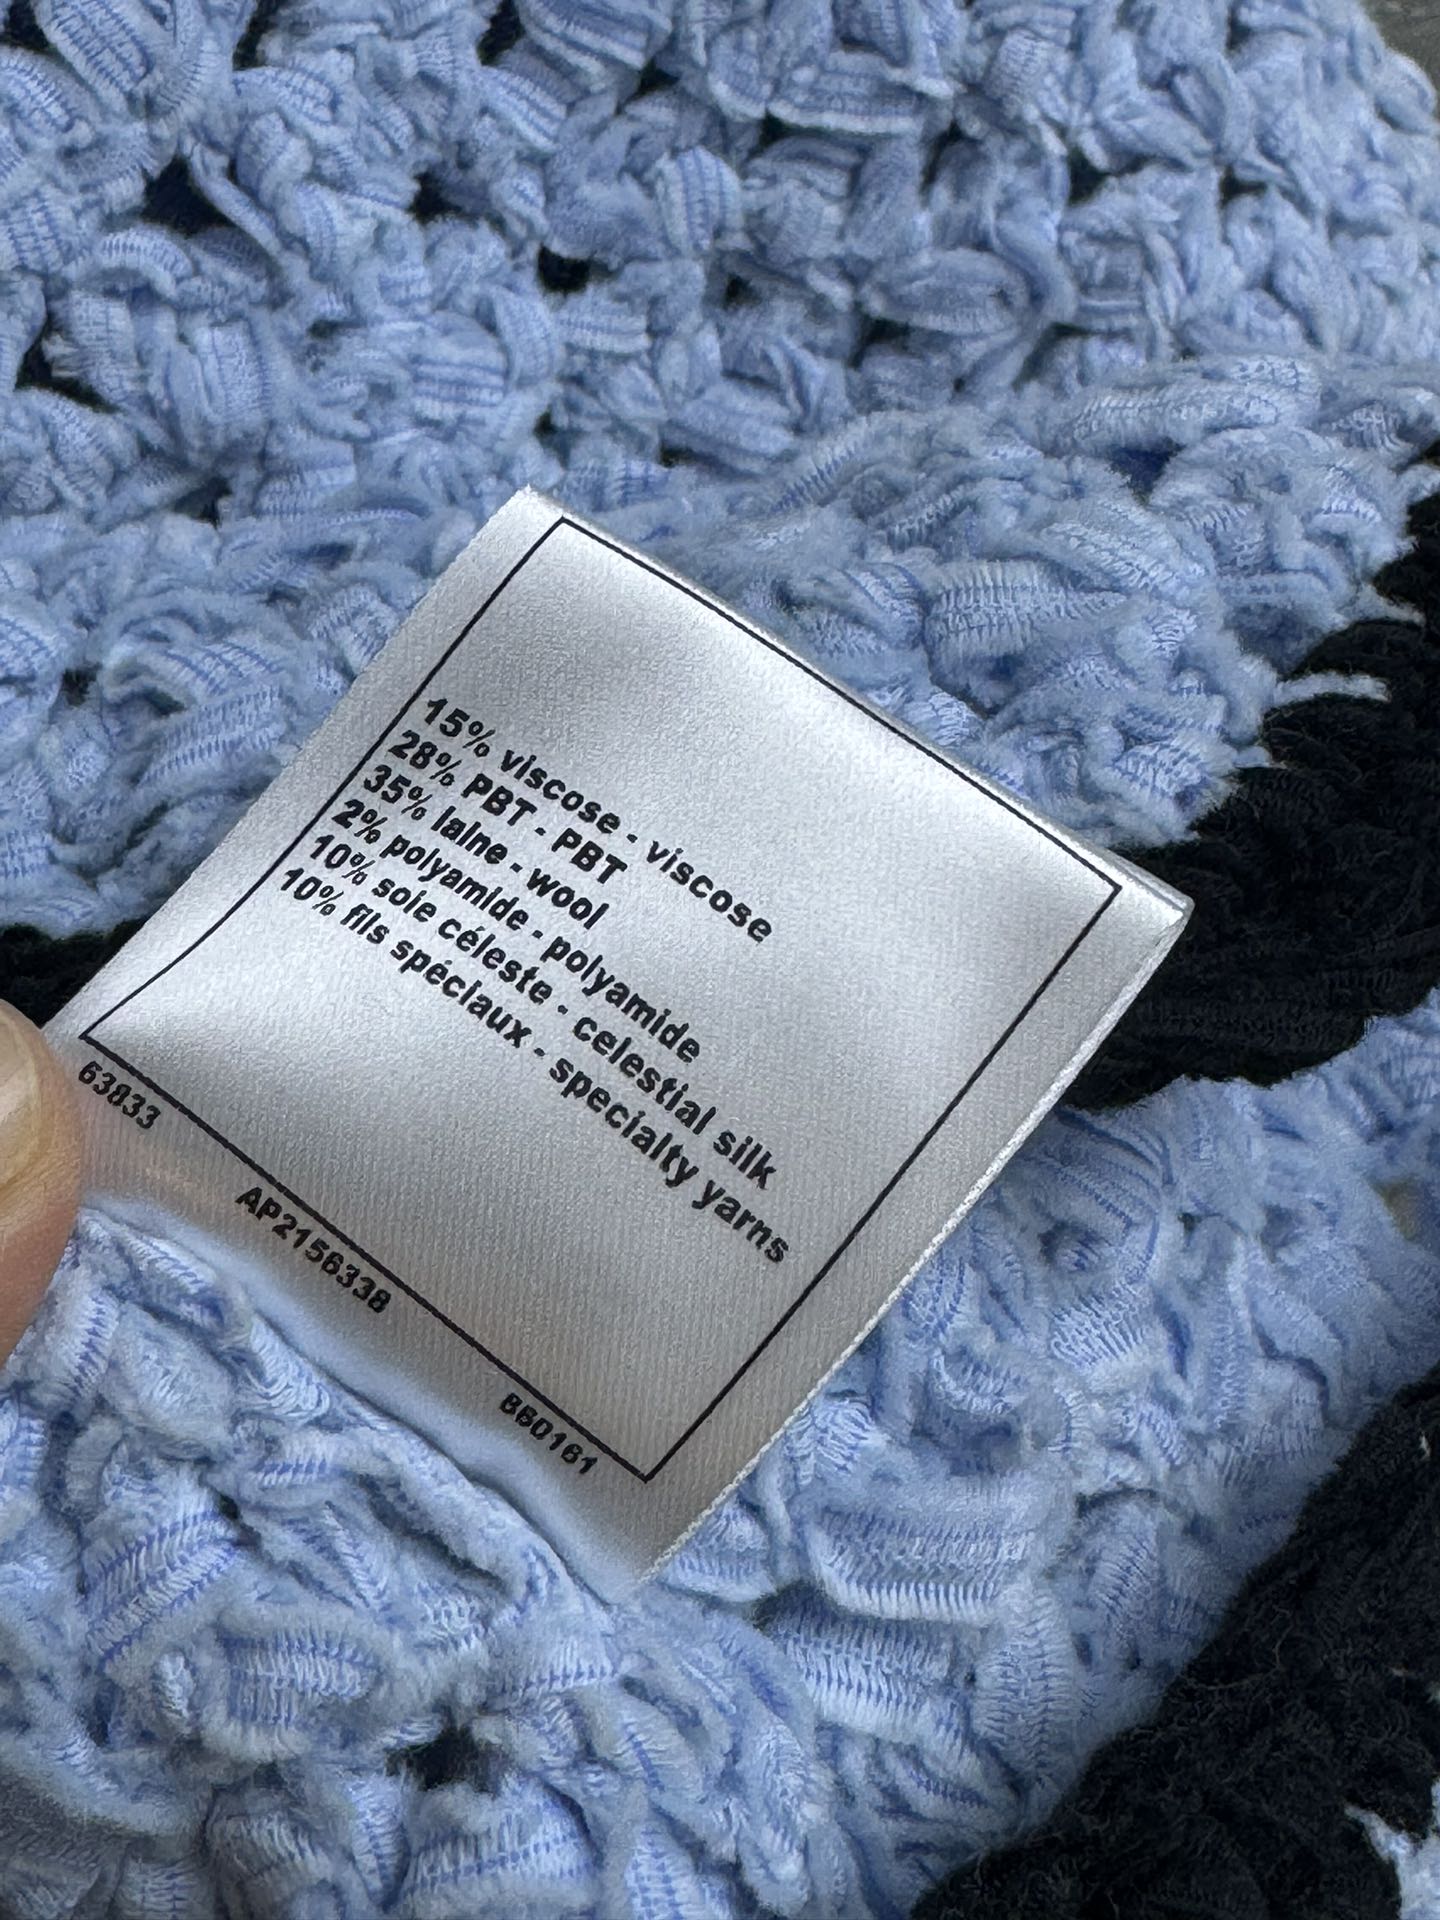 15% viscose - viscose
28% PBT - PBT
35% laine - wool
2% polyamide - polyamide
10% soie céleste - celestial silk
10% fils spéciaux - specialty yarns
63833
AP2156338
BB0161